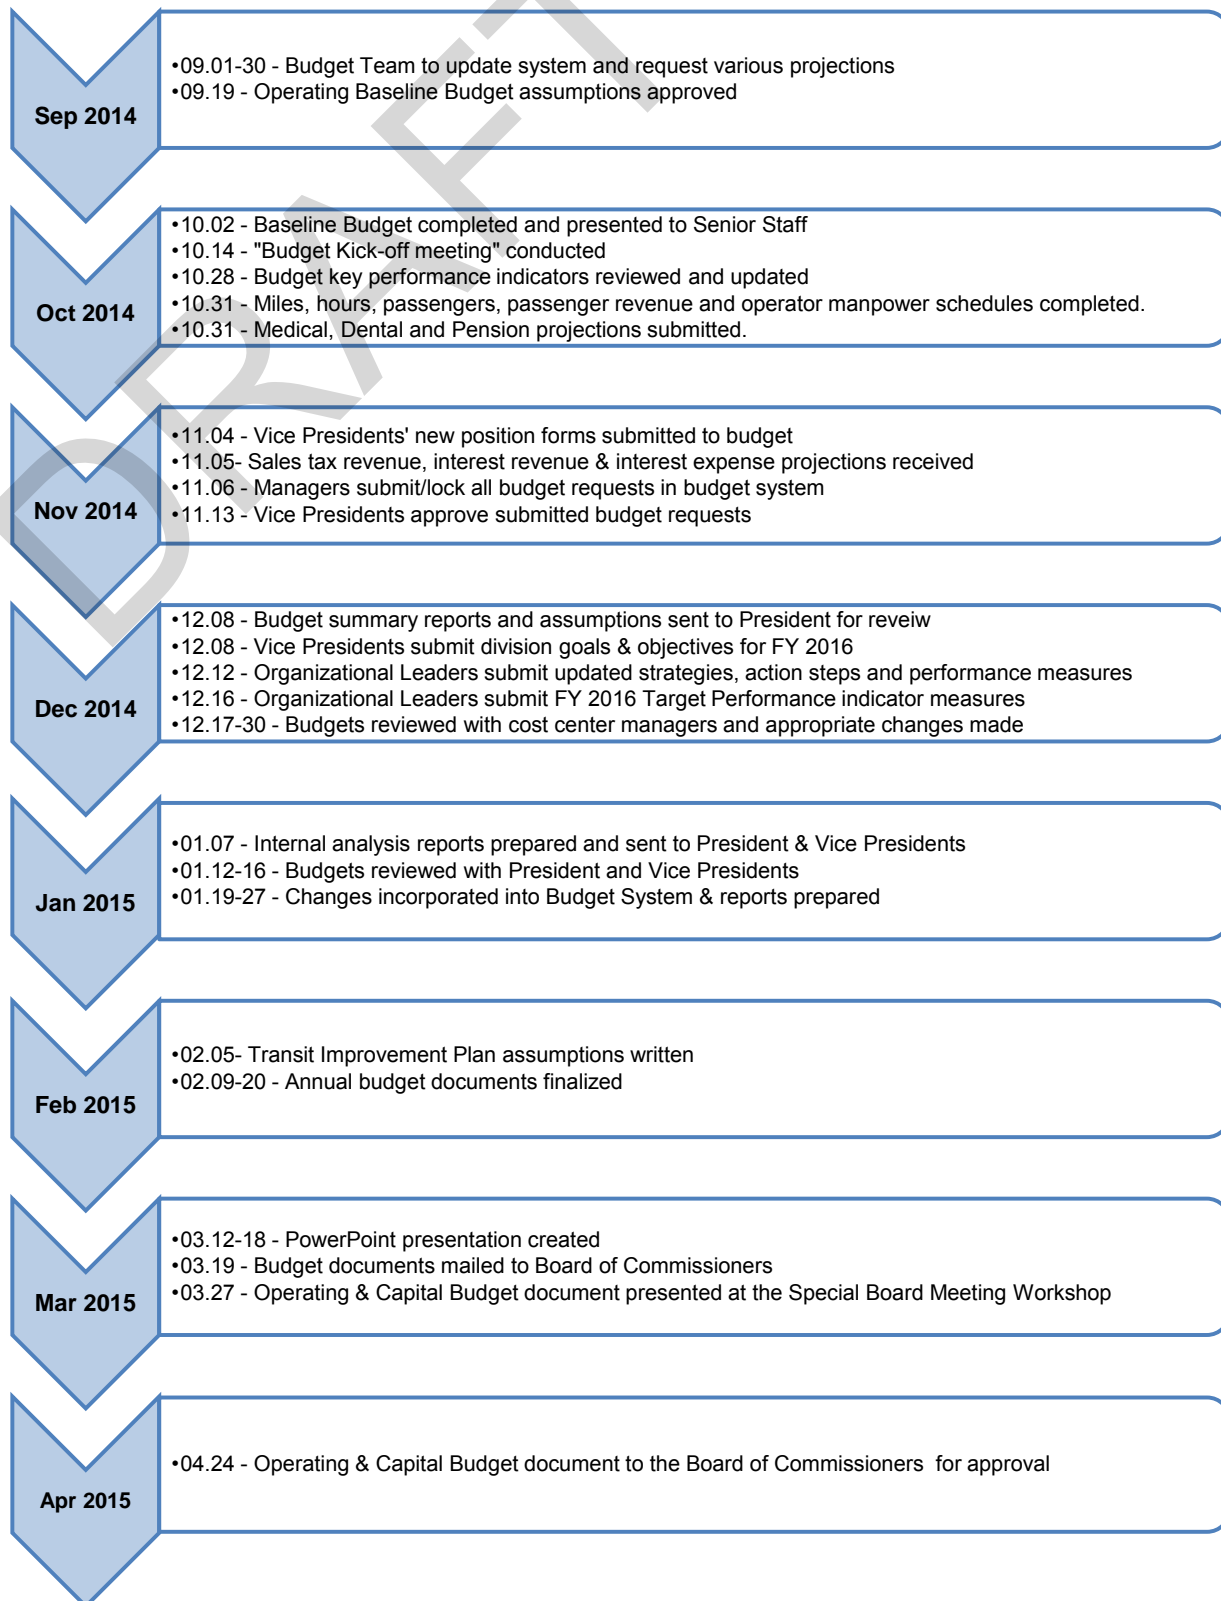 DRAFT
Sep 2014
•09.01-30 - Budget Team to update system and request various projections
•09.19 - Operating Baseline Budget assumptions approved
Oct 2014
•10.02 - Baseline Budget completed and presented to Senior Staff
•10.14 - "Budget Kick-off meeting" conducted
•10.28 - Budget key performance indicators reviewed and updated
•10.31 - Miles, hours, passengers, passenger revenue and operator manpower schedules completed.
•10.31 - Medical, Dental and Pension projections submitted.
Nov 2014
•11.04 - Vice Presidents' new position forms submitted to budget
•11.05- Sales tax revenue, interest revenue & interest expense projections received
•11.06 - Managers submit/lock all budget requests in budget system
•11.13 - Vice Presidents approve submitted budget requests
Dec 2014
•12.08 - Budget summary reports and assumptions sent to President for reveiw
•12.08 - Vice Presidents submit division goals & objectives for FY 2016
•12.12 - Organizational Leaders submit updated strategies, action steps and performance measures
•12.16 - Organizational Leaders submit FY 2016 Target Performance indicator measures
•12.17-30 - Budgets reviewed with cost center managers and appropriate changes made
Jan 2015
•01.07 - Internal analysis reports prepared and sent to President & Vice Presidents
•01.12-16 - Budgets reviewed with President and Vice Presidents
•01.19-27 - Changes incorporated into Budget System & reports prepared
Feb 2015
•02.05- Transit Improvement Plan assumptions written
•02.09-20 - Annual budget documents finalized
Mar 2015
•03.12-18 - PowerPoint presentation created
•03.19 - Budget documents mailed to Board of Commissioners
•03.27 - Operating & Capital Budget document presented at the Special Board Meeting Workshop
Apr 2015
•04.24 - Operating & Capital Budget document to the Board of Commissioners  for approval